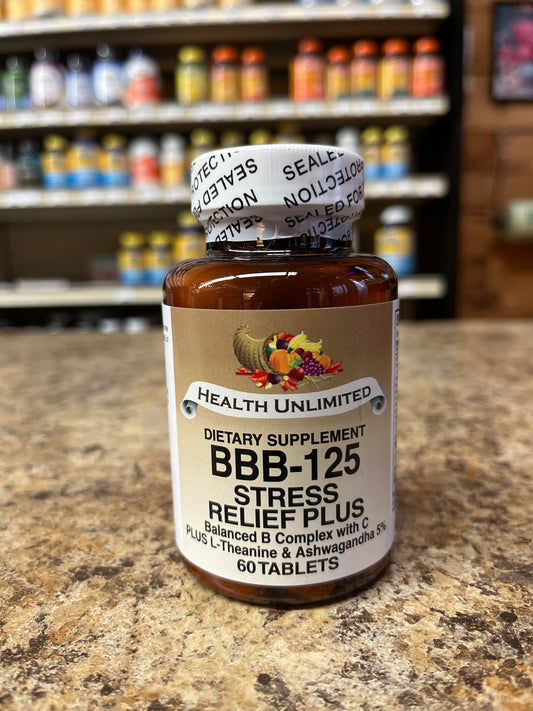 SEALED
PROTECTION
SEALED FOR
HEALTH UNLIMITED
DIETARY SUPPLEMENT
BBB-125
STRESS
RELIEF PLUS
Balanced B Complex with C
PLUS L-Theanine & Ashwagandha 5%
60 TABLETS